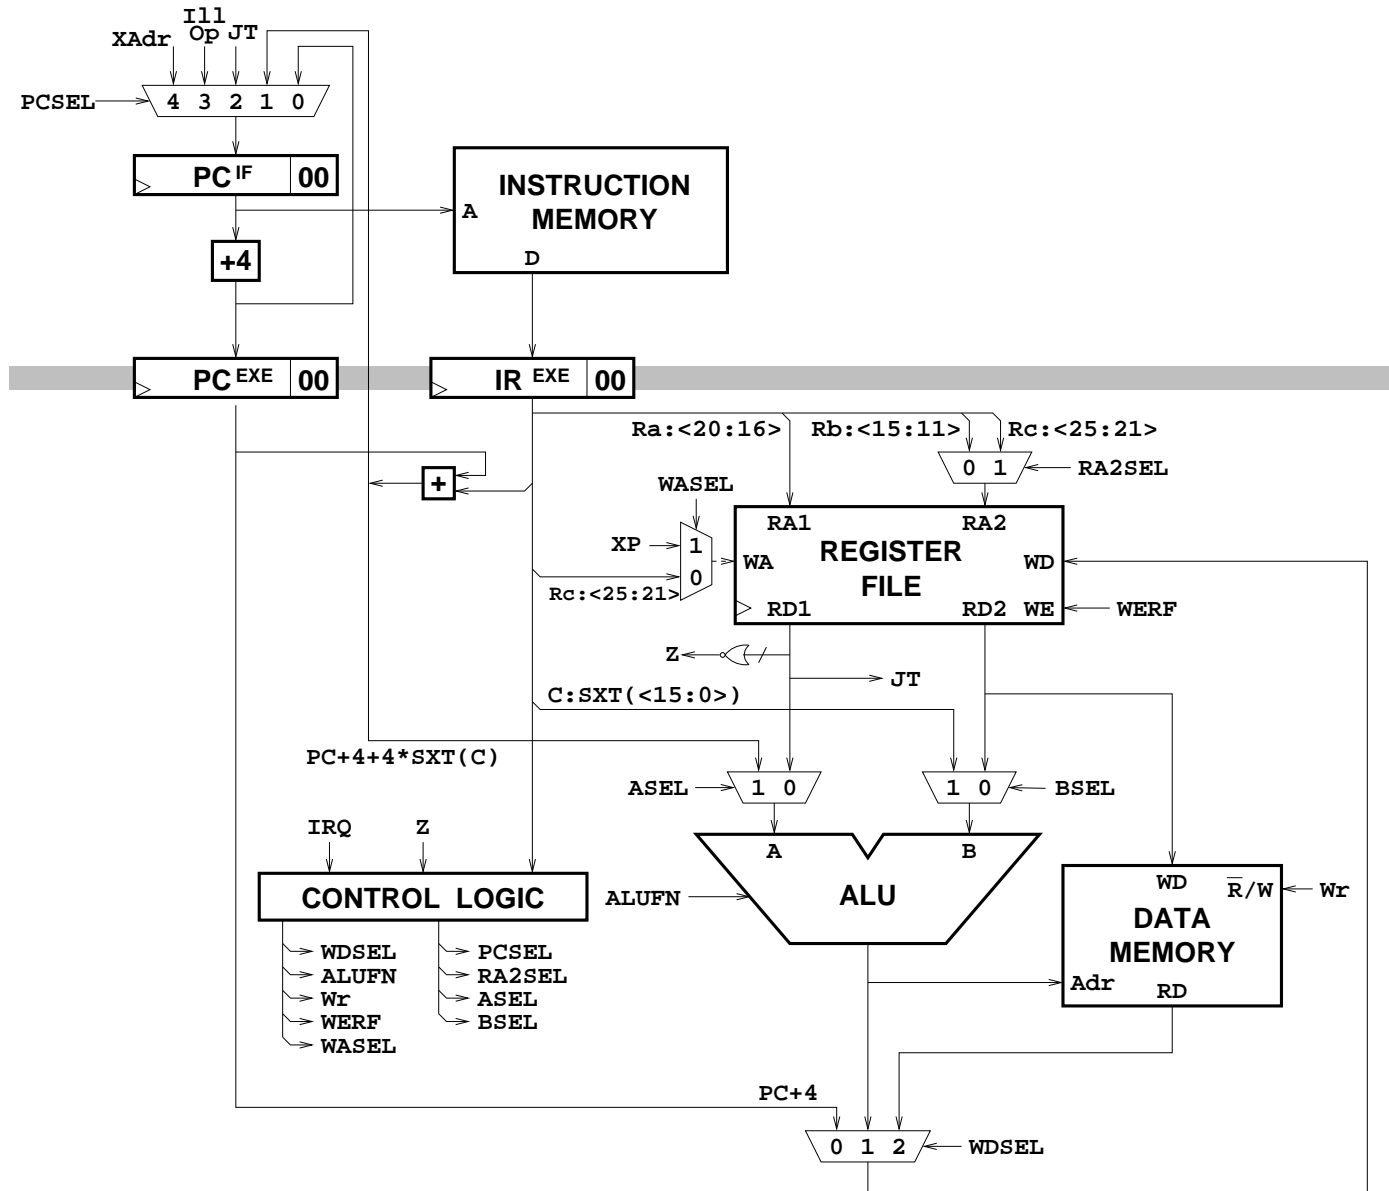 Ill
XAdr Op JT
PCSEL 4 3 2 1 0
PC IF 00
INSTRUCTION
MEMORY
A
+4
D
PC EXE 00 IR EXE 00
Ra:<20:16> Rb:<15:11> Rc:<25:21>
0 1 RA2SEL
+
WASEL
RA1 RA2
XP 1
REGISTER
FILE
WA WD
0
Rc:<25:21>
RD1 RD2 WE WERF
Z
JT
C:SXT(<15:0>)
PC+4+4*SXT(C)
ASEL 1 0 1 0 BSEL
IRQ Z
A B
CONTROL LOGIC
ALUFN ALU
WD R/W Wr
DATA
MEMORY
WDSEL PCSEL
ALUFN RA2SEL
Adr
Wr ASEL
RD
WERF BSEL
WASEL
PC+4
0 1 2 WDSEL